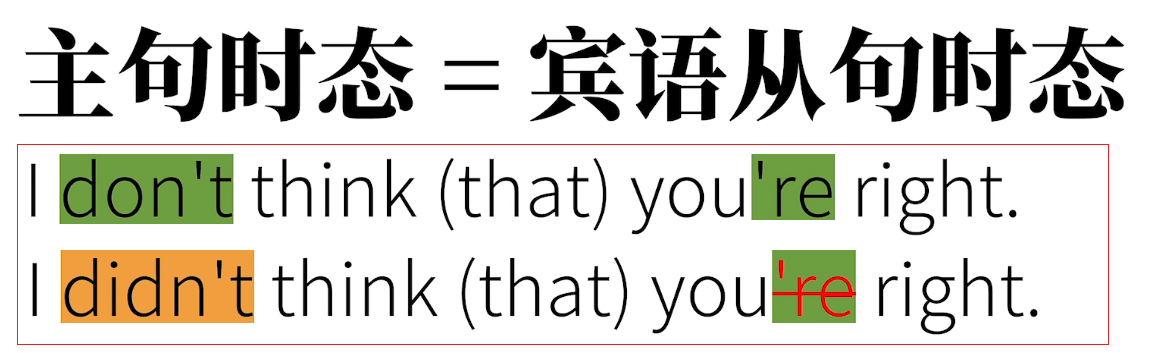 主句时态 = 宾语从句时态
I don't think (that) you're right.
I didn't think (that) you're right.